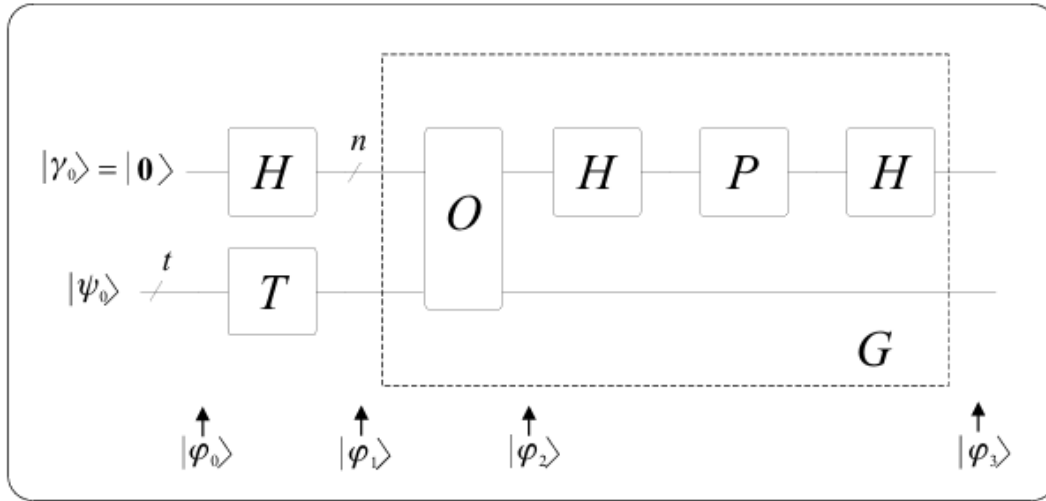 n
|γ₀⟩ = |𝟎⟩ H O H P H
t
|ψ₀⟩ T
G
|φ₀⟩ |φ₁⟩ |φ₂⟩ |φ₃⟩